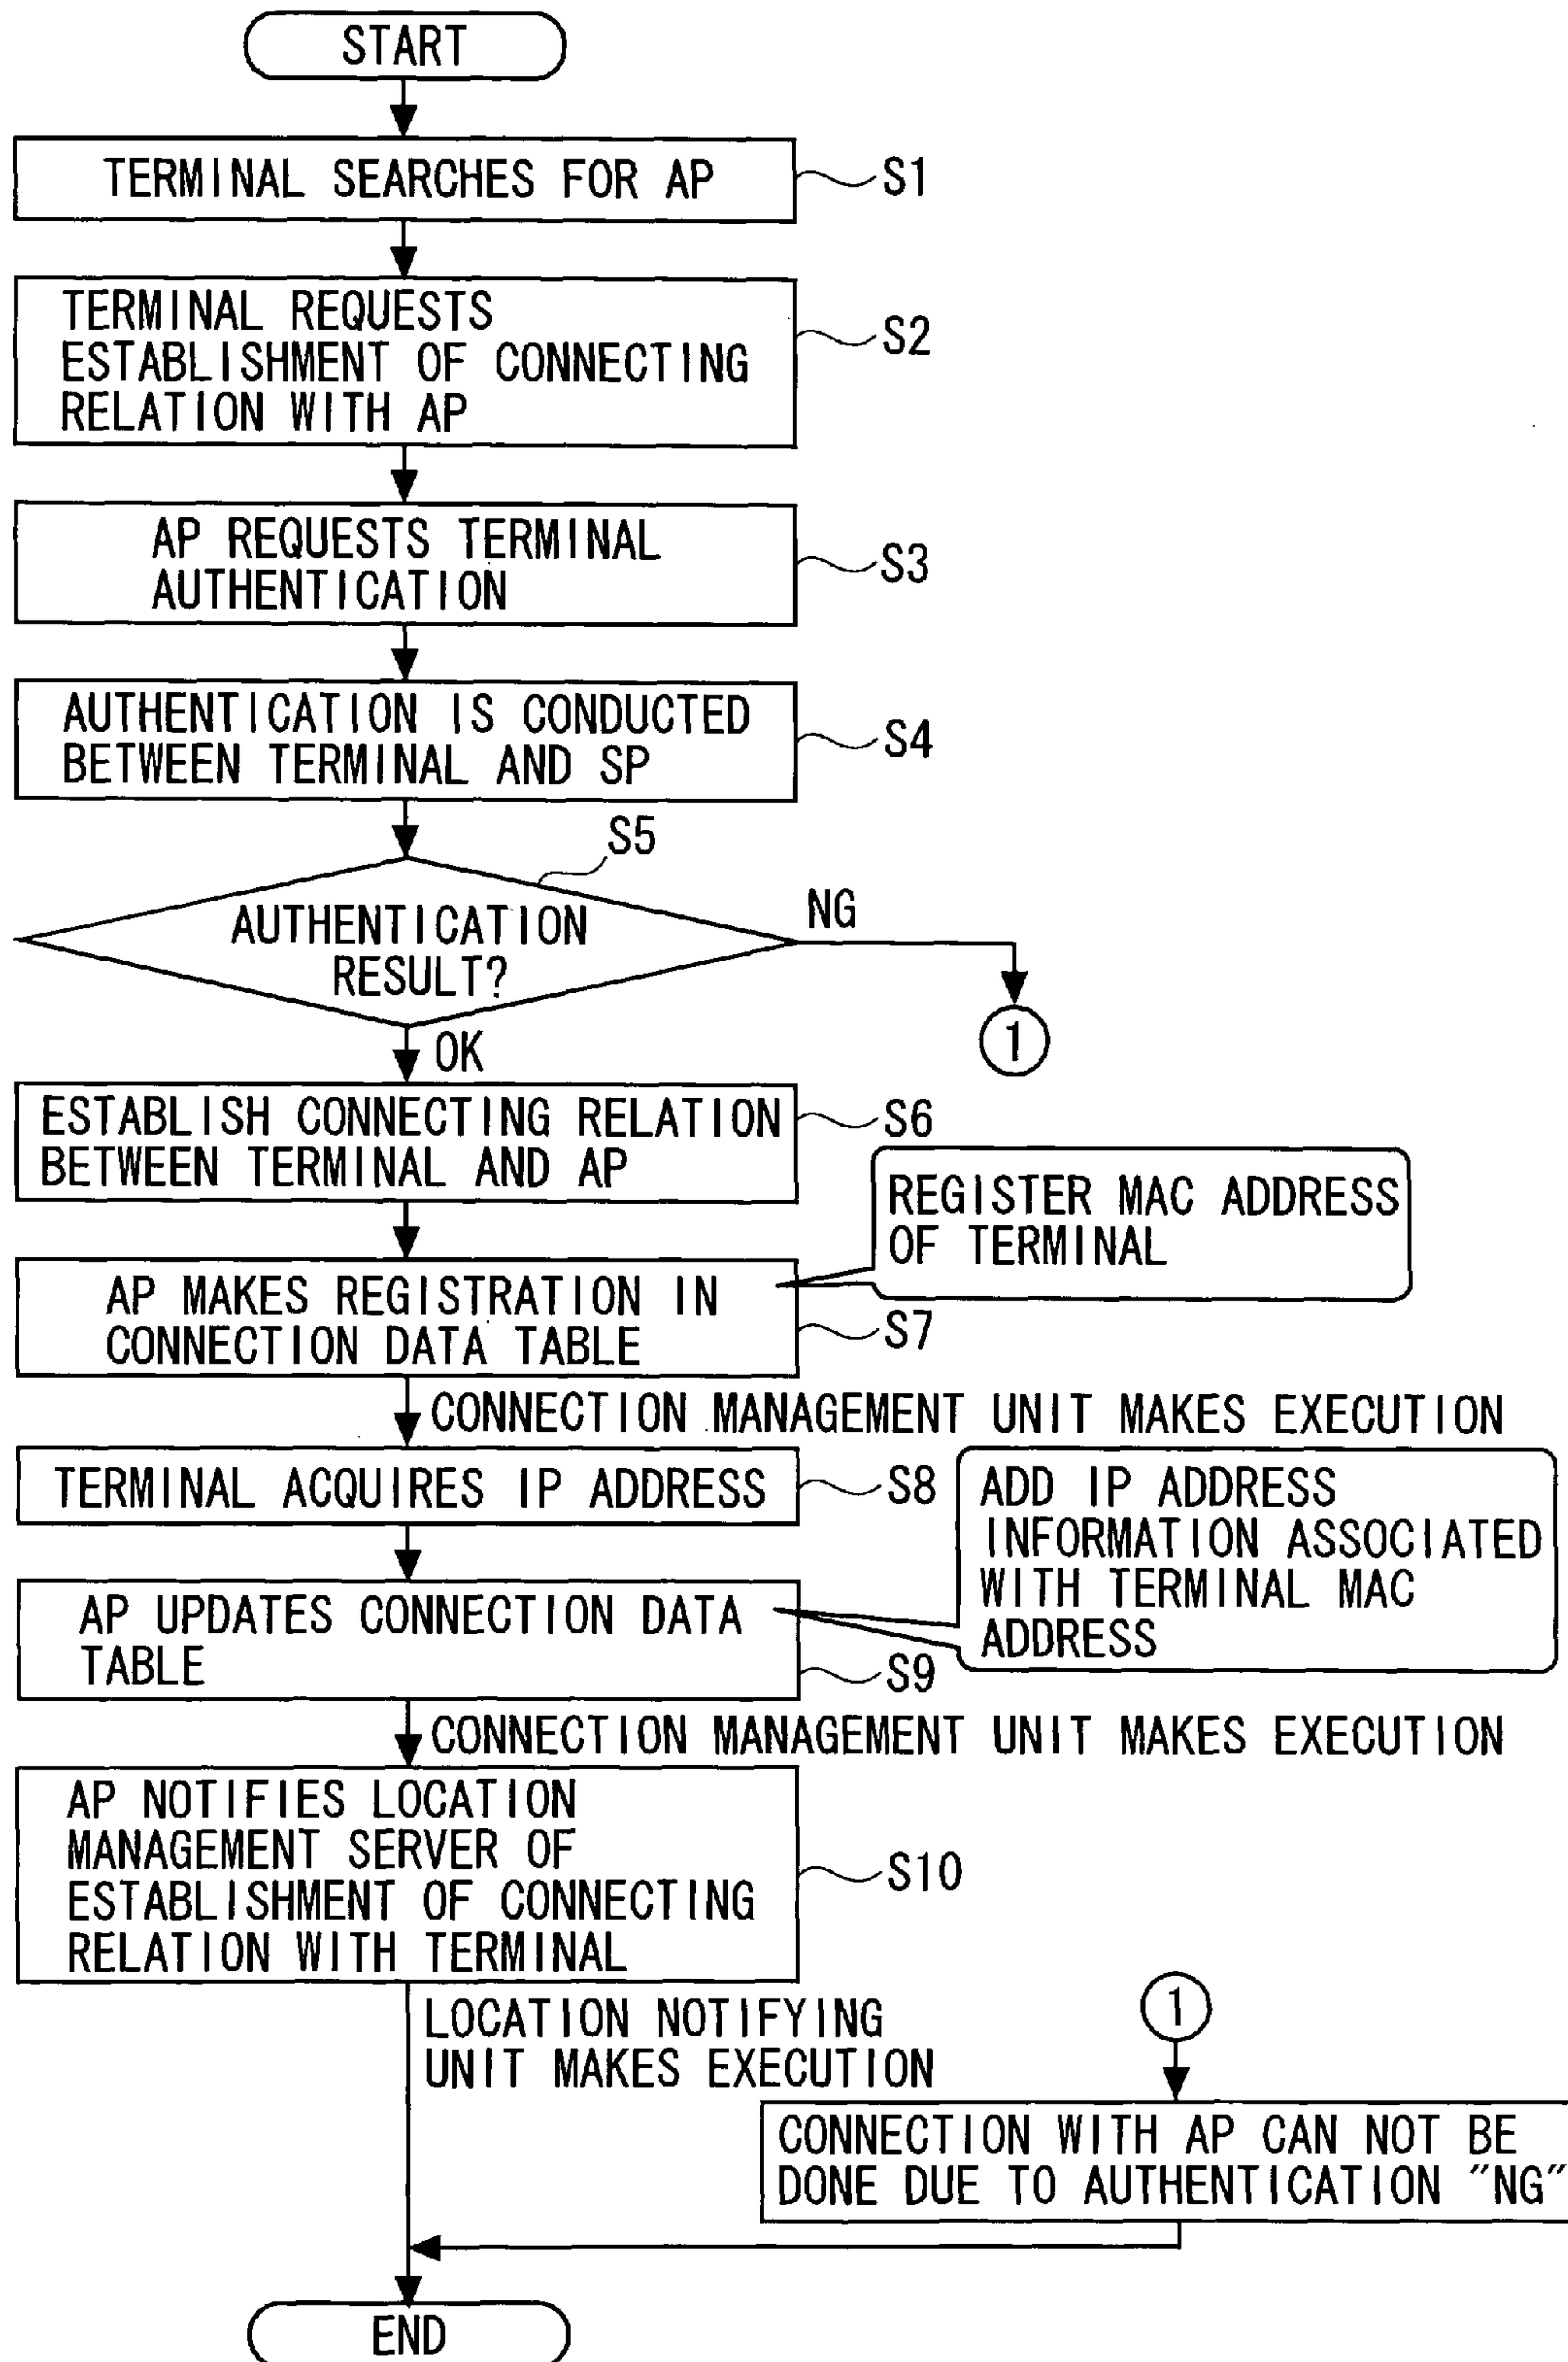 START
TERMINAL SEARCHES FOR AP
S1
TERMINAL REQUESTS
ESTABLISHMENT OF CONNECTING
RELATION WITH AP
S2
AP REQUESTS TERMINAL
AUTHENTICATION
S3
AUTHENTICATION IS CONDUCTED
BETWEEN TERMINAL AND SP
S4
S5
AUTHENTICATION
RESULT?
NG
1
OK
ESTABLISH CONNECTING RELATION
BETWEEN TERMINAL AND AP
S6
REGISTER MAC ADDRESS
OF TERMINAL
AP MAKES REGISTRATION IN
CONNECTION DATA TABLE
S7
CONNECTION MANAGEMENT UNIT MAKES EXECUTION
TERMINAL ACQUIRES IP ADDRESS
S8
ADD IP ADDRESS
INFORMATION ASSOCIATED
WITH TERMINAL MAC
ADDRESS
AP UPDATES CONNECTION DATA
TABLE
S9
CONNECTION MANAGEMENT UNIT MAKES EXECUTION
AP NOTIFIES LOCATION
MANAGEMENT SERVER OF
ESTABLISHMENT OF CONNECTING
RELATION WITH TERMINAL
S10
LOCATION NOTIFYING
UNIT MAKES EXECUTION
1
CONNECTION WITH AP CAN NOT BE
DONE DUE TO AUTHENTICATION "NG"
END